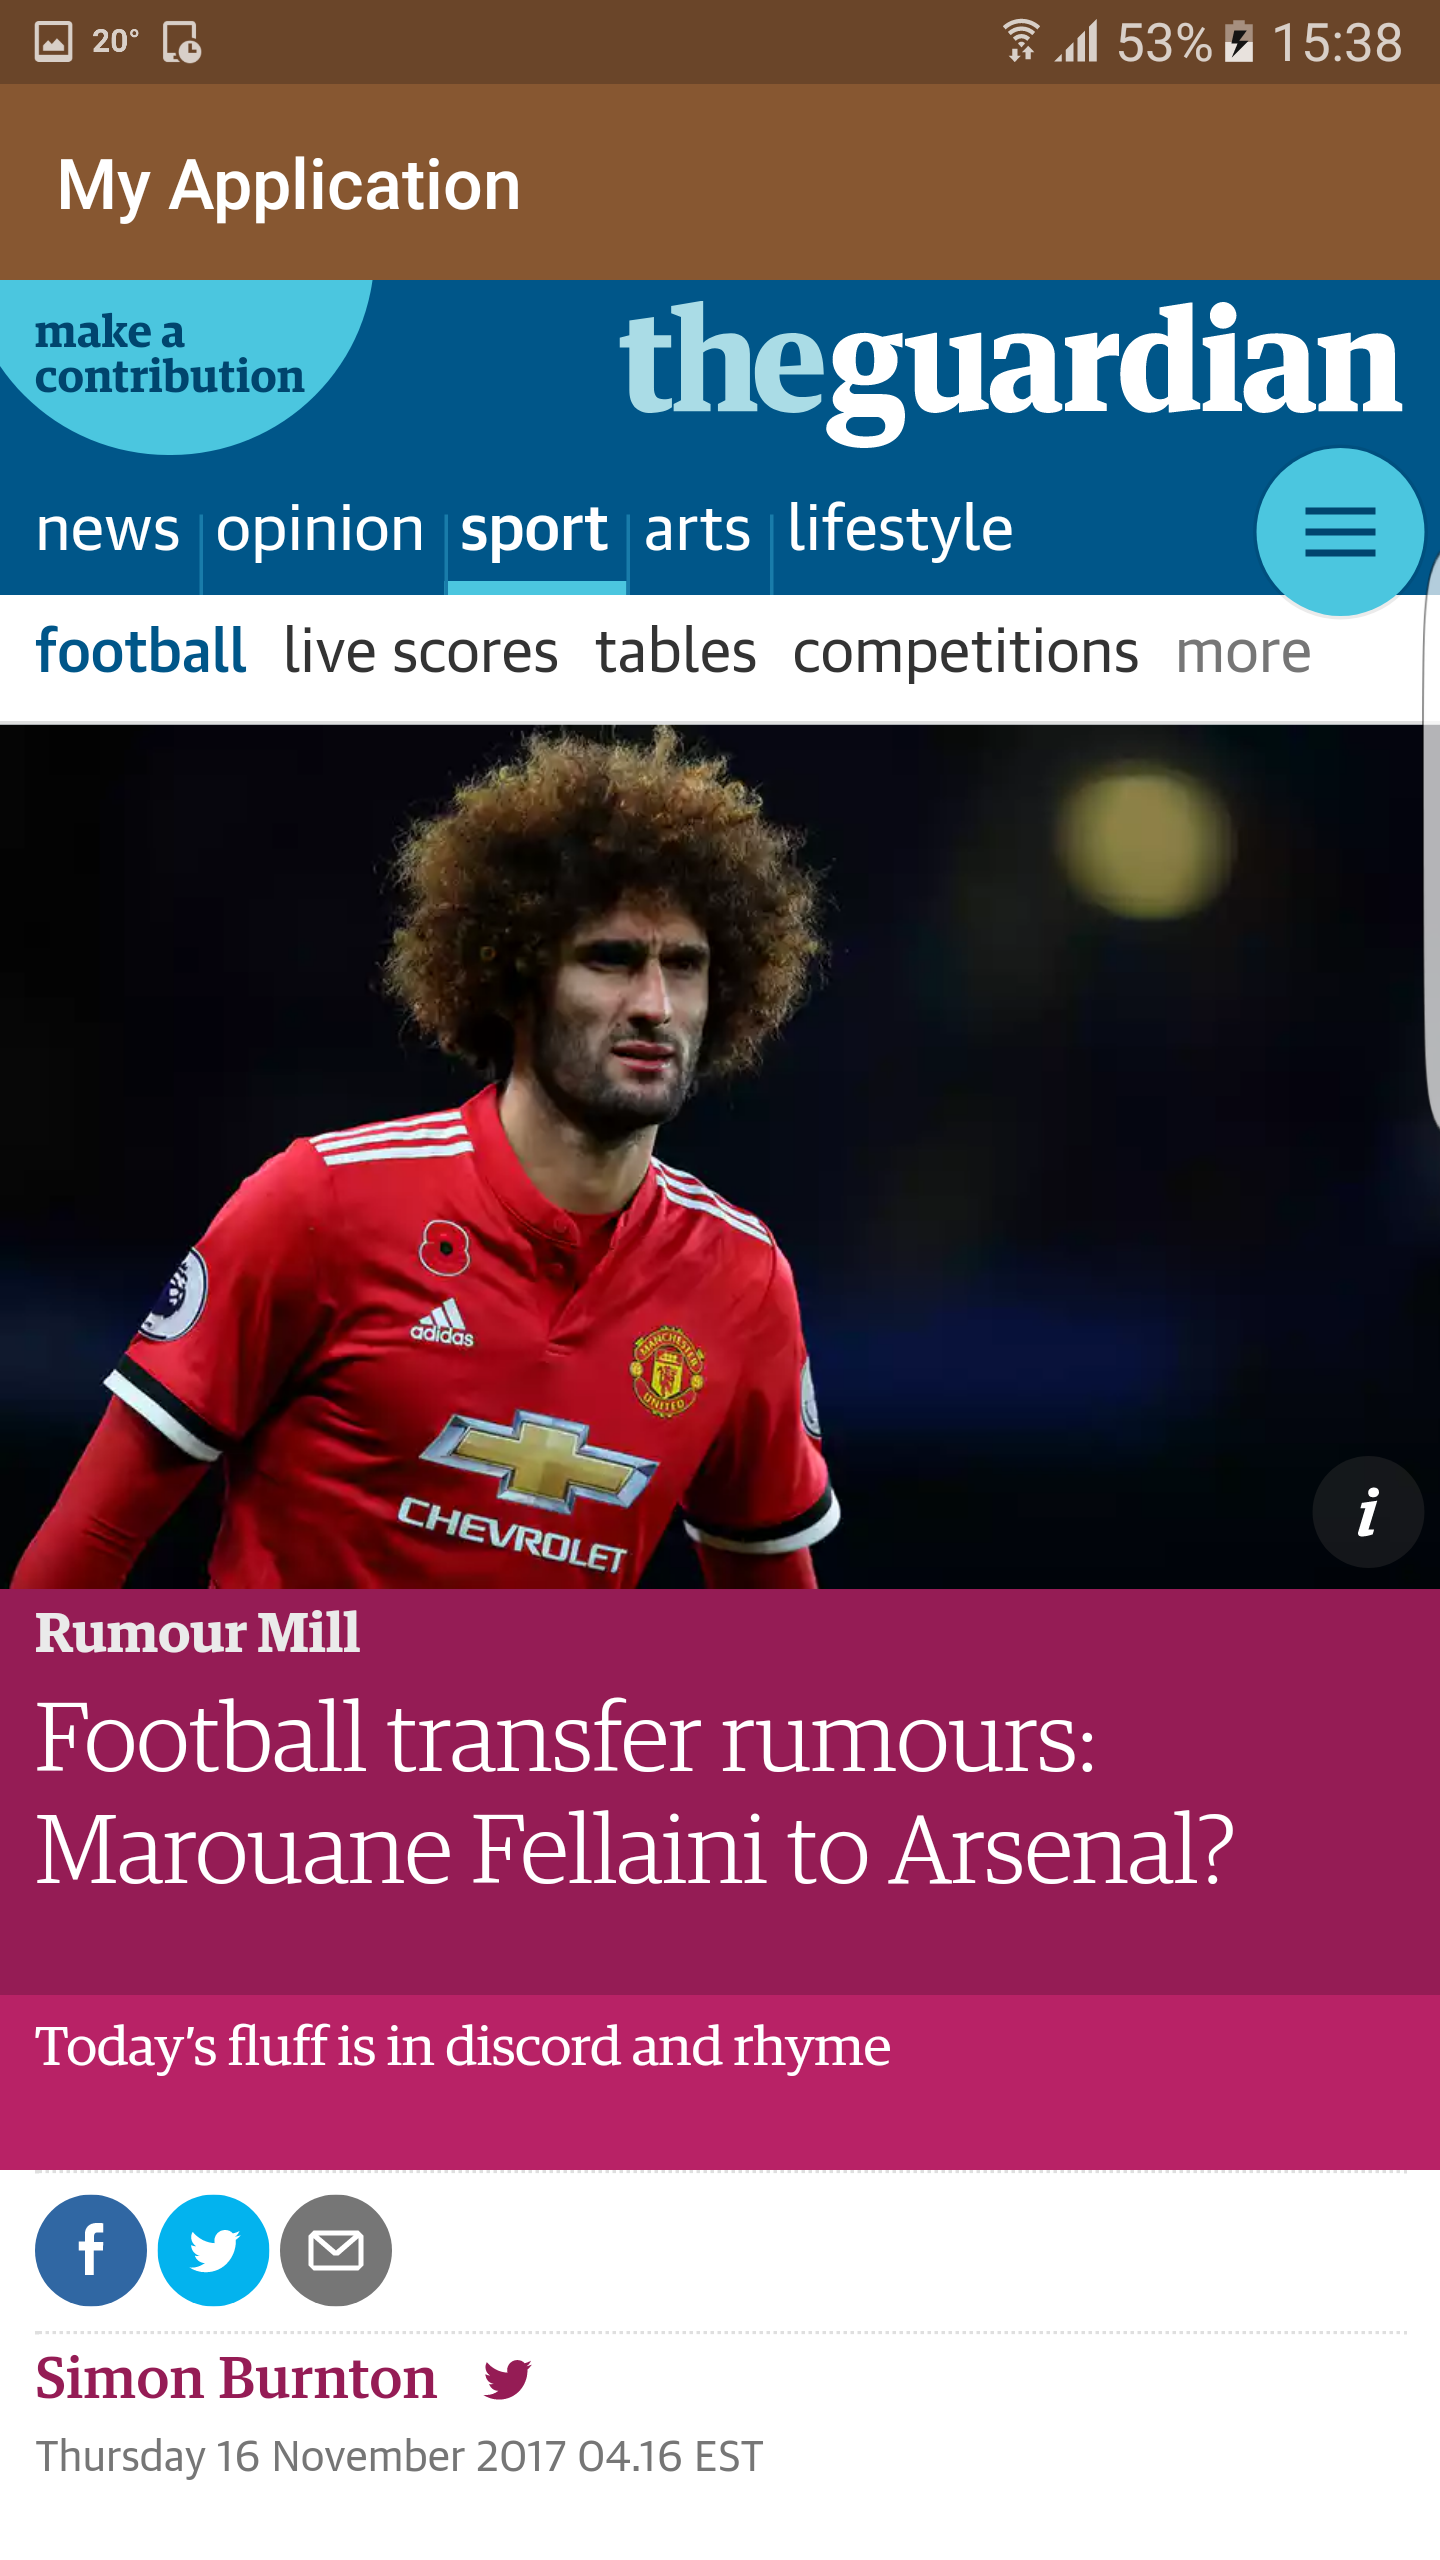 20° 53% 15:38
My Application
make a
contribution
theguardian
news opinion sport arts lifestyle
football live scores tables competitions more
adidas
MANCHESTER
UNITED
CHEVROLET
i
Rumour Mill
Football transfer rumours:
Marouane Fellaini to Arsenal?
Today’s fluff is in discord and rhyme
f
Simon Burnton
Thursday 16 November 2017 04.16 EST